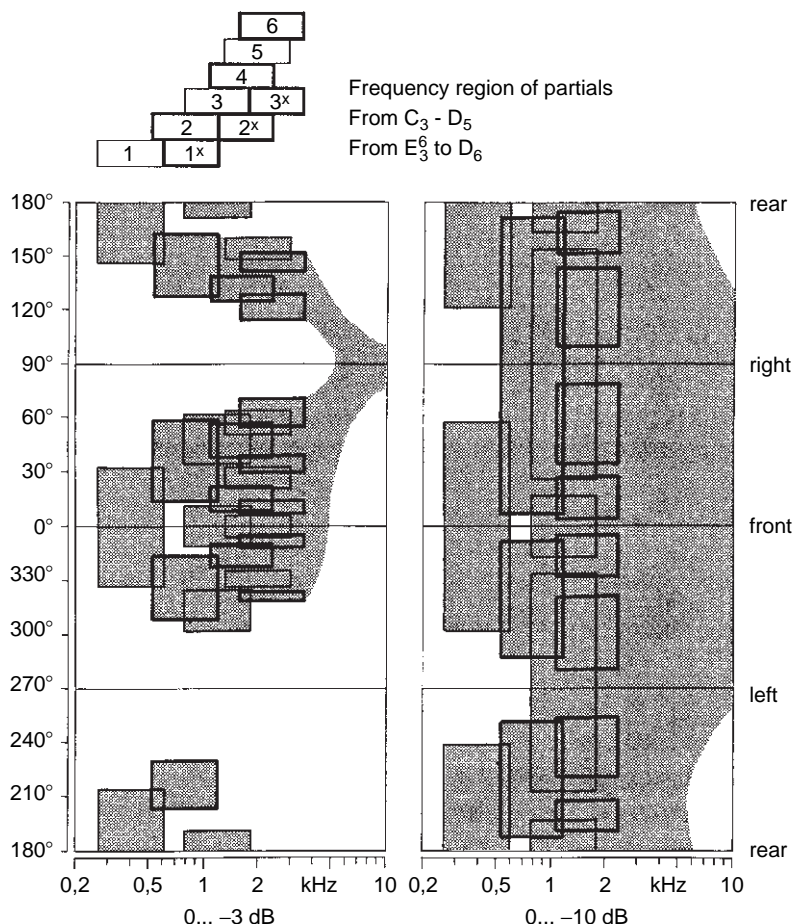 6
5
4
3 3x
2 2x
1 1x
Frequency region of partials
From C3 - D5
From E36 to D6
180° 150° 120° 90° 60° 30° 0° 330° 300° 270° 240° 210° 180°
rear
right
front
left
rear
0,2 0,5 1 2 kHz 10 0,2 0,5 1 2 kHz 10
0... –3 dB 0... –10 dB